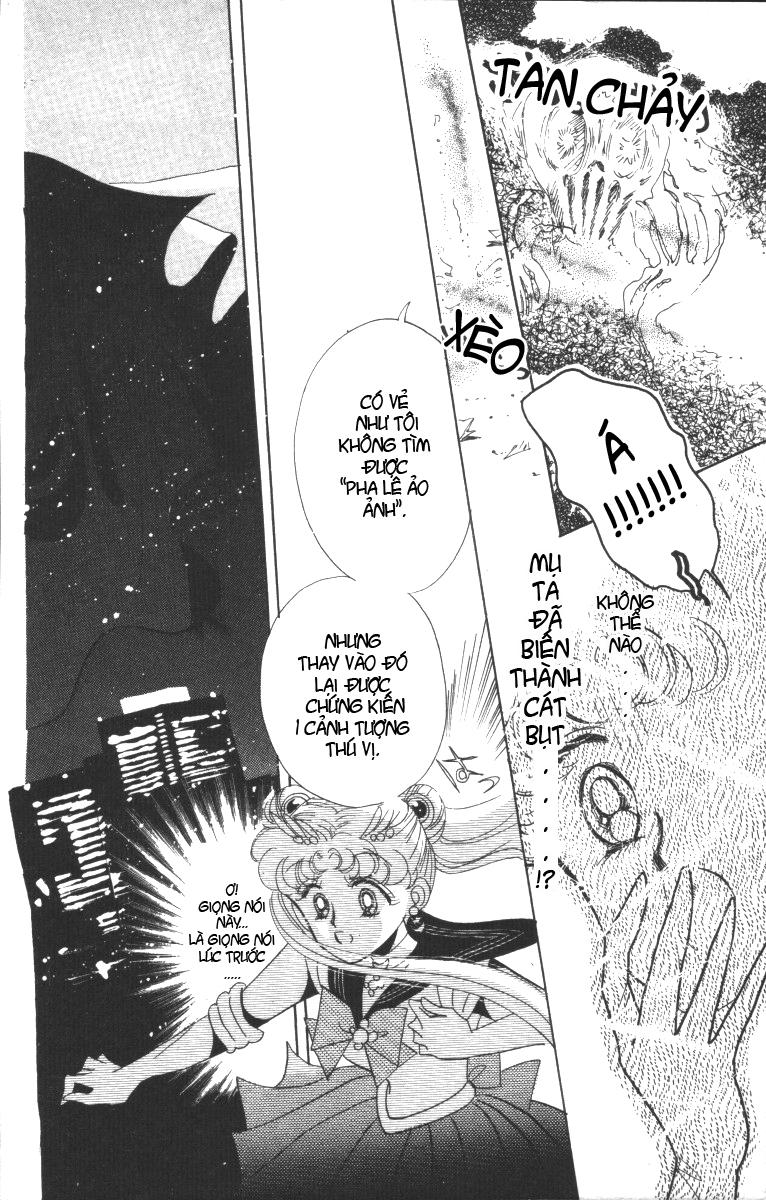 TAN CHẢY
XÈO
Á
!!!!!!!
KHÔNG
THỂ
NÀO
. . .
MỤ
TA
ĐÃ
BIẾN
THÀNH
CÁT
BỤT
. . . .
!?
CÓ VẺ
NHƯ TÔI
KHÔNG TÌM
ĐƯỢC
"PHA LÊ ẢO
ẢNH".
NHƯNG
THAY VÀO ĐÓ
LẠI ĐƯỢC
CHỨNG KIẾN
1 CẢNH TƯỢNG
THÚ VỊ.
Ơ!
GIỌNG NÓI
NÀY...
LÀ GIỌNG NÓI
LÚC TRƯỚC
.....